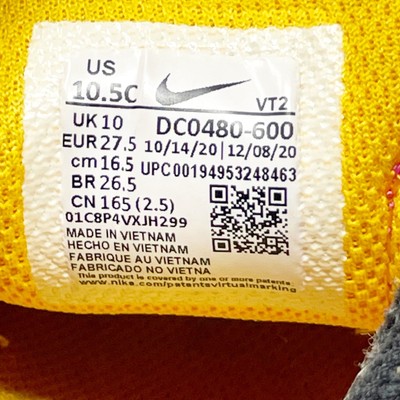 US
10.5C
VT2
UK 10 DC0480-600
EUR 27.5 10/14/20 | 12/08/20
cm 16.5 UPC00194953248463
BR 26.5
CN 165 (2.5)
01C8P4VXJH299
MADE IN VIETNAM
HECHO EN VIETNAM
FABRIQUE AU VIETNAM
FABRICADO NO VIETNA
This product is covered by one or more patents
www.nike.com/patentsvirtualmarking